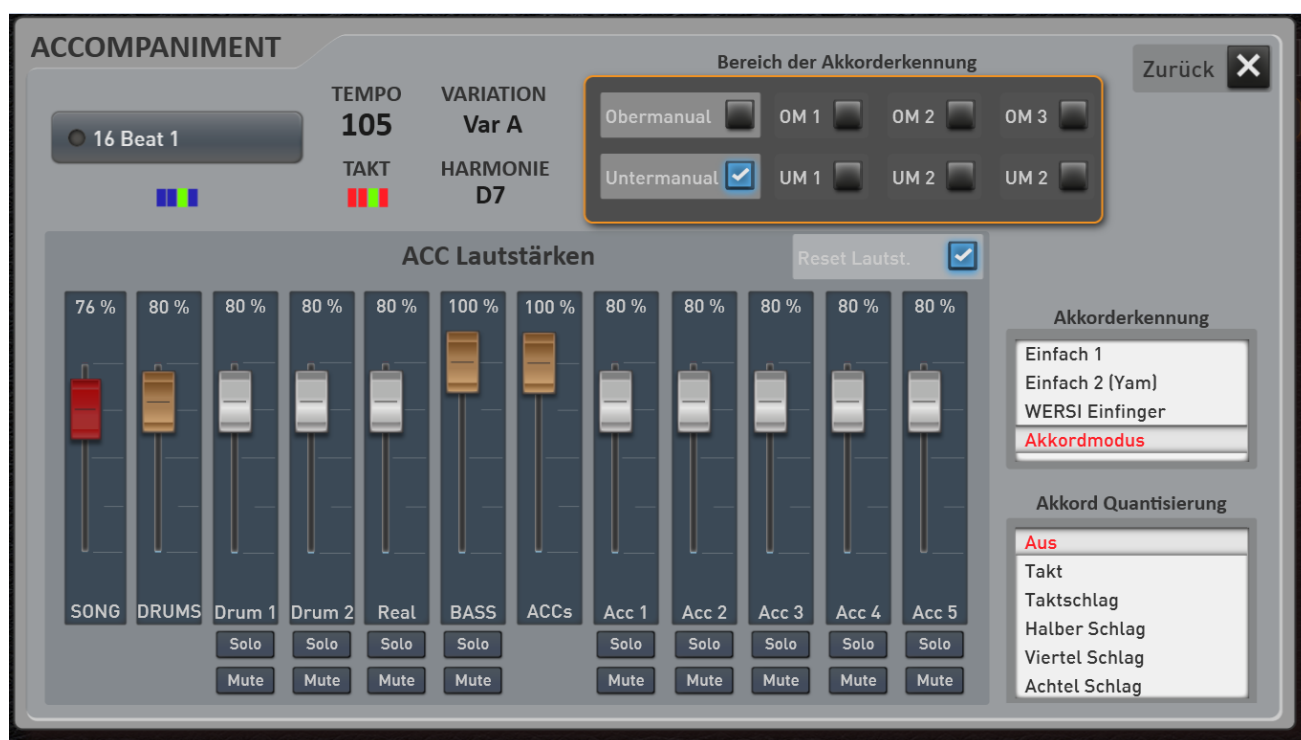 ACCOMPANIMENT
Bereich der Akkorderkennung
Zurück
16 Beat 1
TEMPO
105
VARIATION
Var A
TAKT
HARMONIE
D7
Obermanual OM 1 OM 2 OM 3
Untermanual UM 1 UM 2 UM 2
ACC Lautstärken
Reset Lautst.
76 % 80 % 80 % 80 % 80 % 100 % 100 % 80 % 80 % 80 % 80 % 80 %
SONG DRUMS Drum 1 Drum 2 Real BASS ACCs Acc 1 Acc 2 Acc 3 Acc 4 Acc 5
Solo Solo Solo Solo Solo Solo Solo Solo Solo
Mute Mute Mute Mute Mute Mute Mute Mute Mute
Akkorderkennung
Einfach 1
Einfach 2 (Yam)
WERSI Einfinger
Akkordmodus
Akkord Quantisierung
Aus
Takt
Taktschlag
Halber Schlag
Viertel Schlag
Achtel Schlag